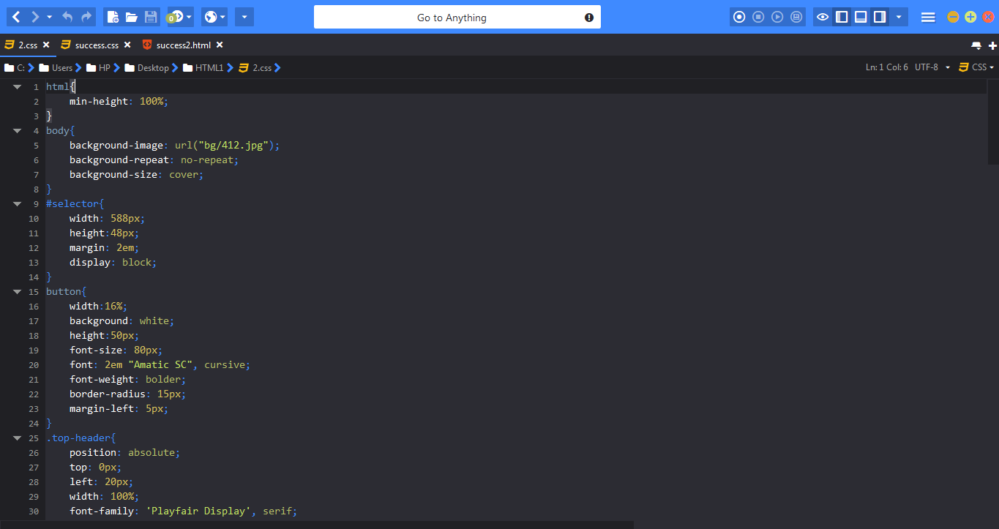 Go to Anything
0
2.css
success.css
success2.html
C: Users HP Desktop HTML1 2.css
Ln: 1 Col: 6 UTF-8 CSS
1 html{
2 min-height: 100%;
3 }
4 body{
5 background-image: url("bg/412.jpg");
6 background-repeat: no-repeat;
7 background-size: cover;
8 }
9 #selector{
10 width: 588px;
11 height:48px;
12 margin: 2em;
13 display: block;
14 }
15 button{
16 width:16%;
17 background: white;
18 height:50px;
19 font-size: 80px;
20 font: 2em "Amatic SC", cursive;
21 font-weight: bolder;
22 border-radius: 15px;
23 margin-left: 5px;
24 }
25 .top-header{
26 position: absolute;
27 top: 0px;
28 left: 20px;
29 width: 100%;
30 font-family: 'Playfair Display', serif;